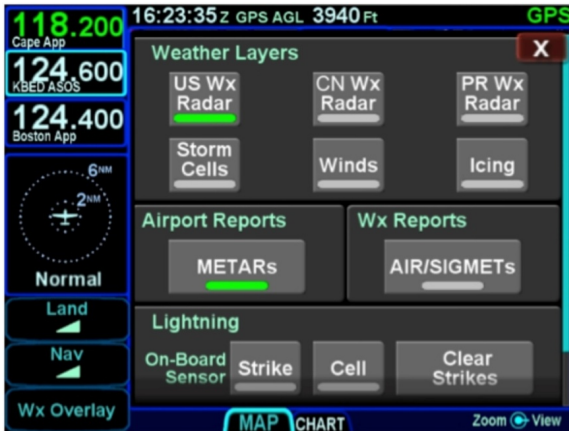 118.200
Cape App
124.600
KBED ASOS
124.400
Boston App
6NM
2NM
Normal
Land
Nav
Wx Overlay
16:23:35 Z GPS AGL 3940 Ft
GPS
Weather Layers
X
US Wx
Radar
CN Wx
Radar
PR Wx
Radar
Storm
Cells
Winds
Icing
Airport Reports
METARs
Wx Reports
AIR/SIGMETs
Lightning
On-Board
Sensor
Strike
Cell
Clear
Strikes
MAP
CHART
Zoom
View